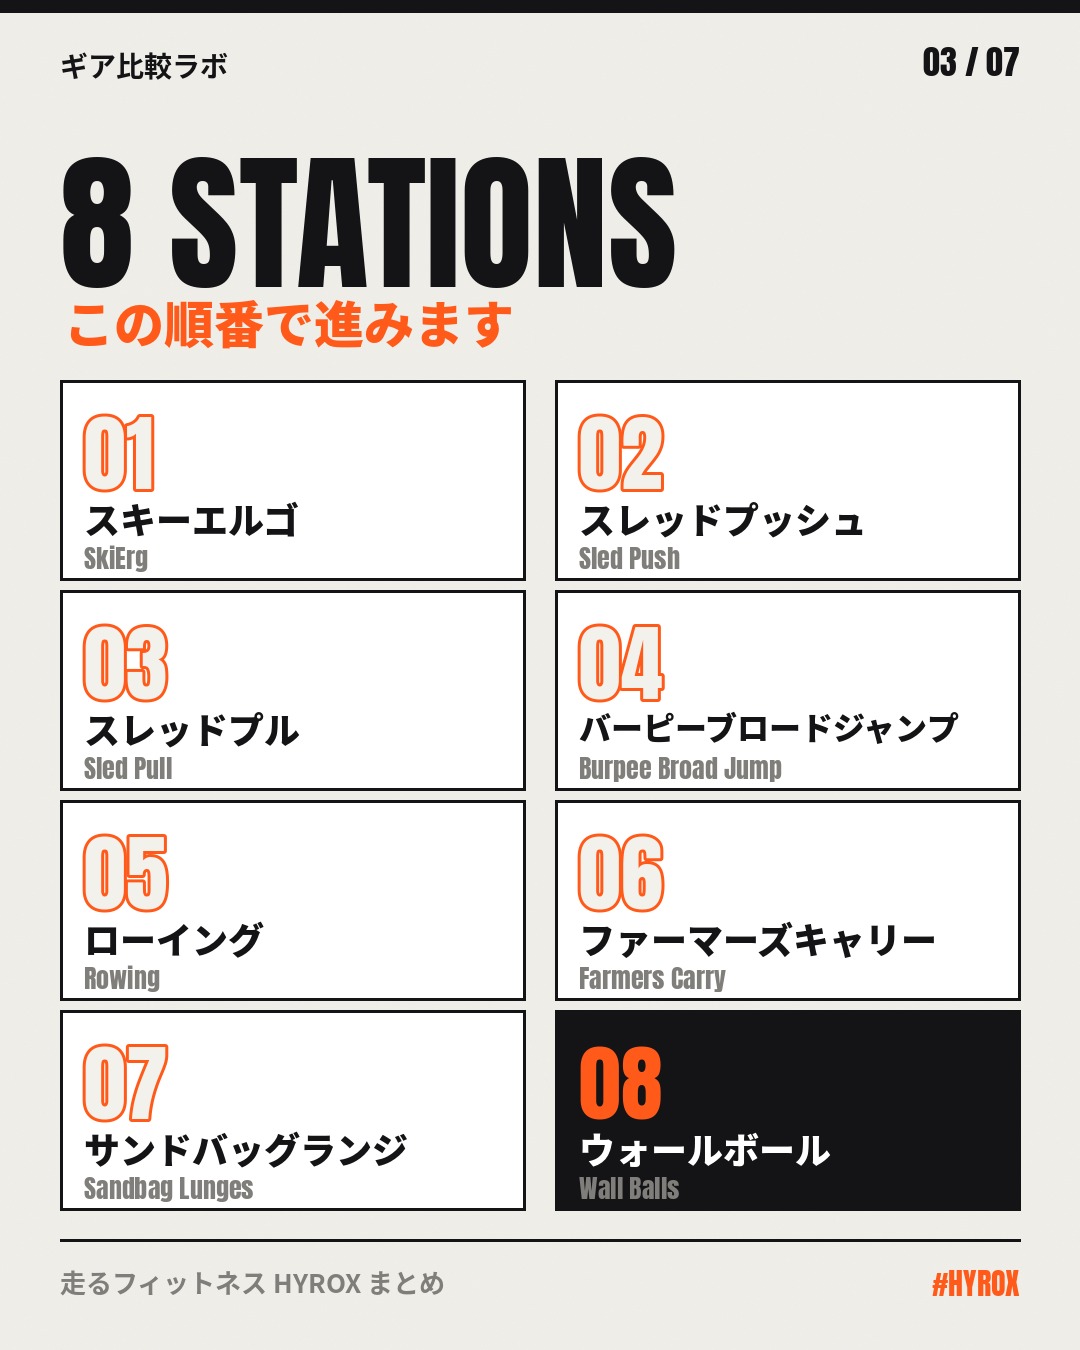 ギア比較ラボ
03 / 07
8 STATIONS
この順番で進みます
01
スキーエルゴ
SkiErg
02
スレッドプッシュ
Sled Push
03
スレッドプル
Sled Pull
04
バーピーブロードジャンプ
Burpee Broad Jump
05
ローイング
Rowing
06
ファーマーズキャリー
Farmers Carry
07
サンドバッグランジ
Sandbag Lunges
08
ウォールボール
Wall Balls
走るフィットネス HYROX まとめ
#HYROX